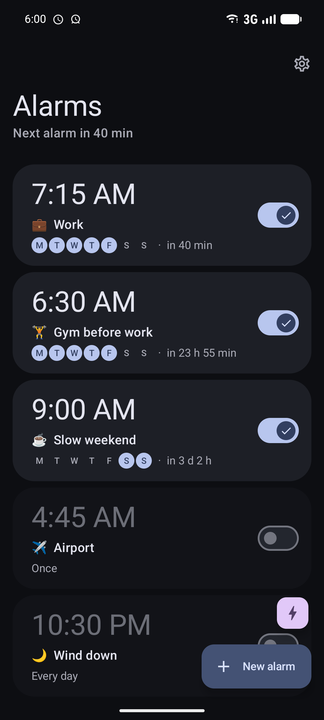 6:00
3G
Alarms
Next alarm in 40 min
7:15 AM
💼 Work
M T W T F S S · in 40 min
6:30 AM
🏋️ Gym before work
M T W T F S S · in 23 h 55 min
9:00 AM
☕ Slow weekend
M T W T F S S · in 3 d 2 h
4:45 AM
✈️ Airport
Once
10:30 PM
🌙 Wind down
Every day
+ New alarm